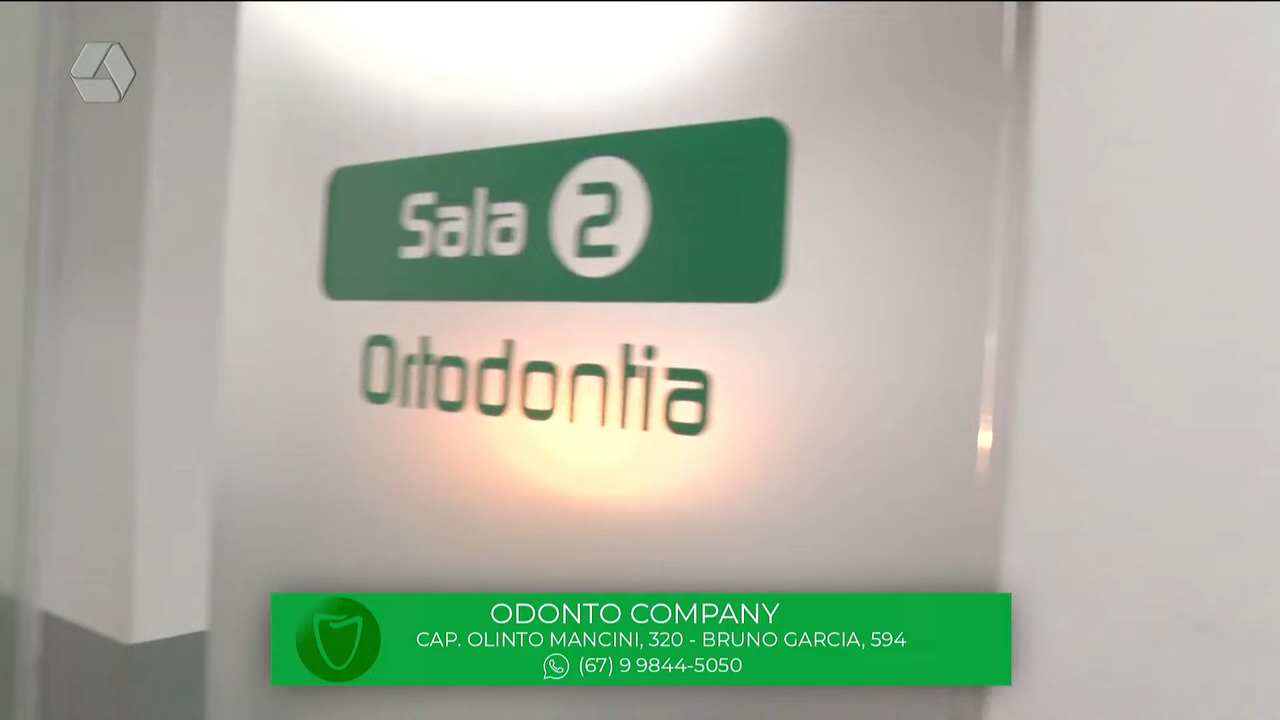 Sala 2
Ortodontia
ODONTO COMPANY
CAP. OLINTO MANCINI, 320 - BRUNO GARCIA, 594
(67) 9 9844-5050